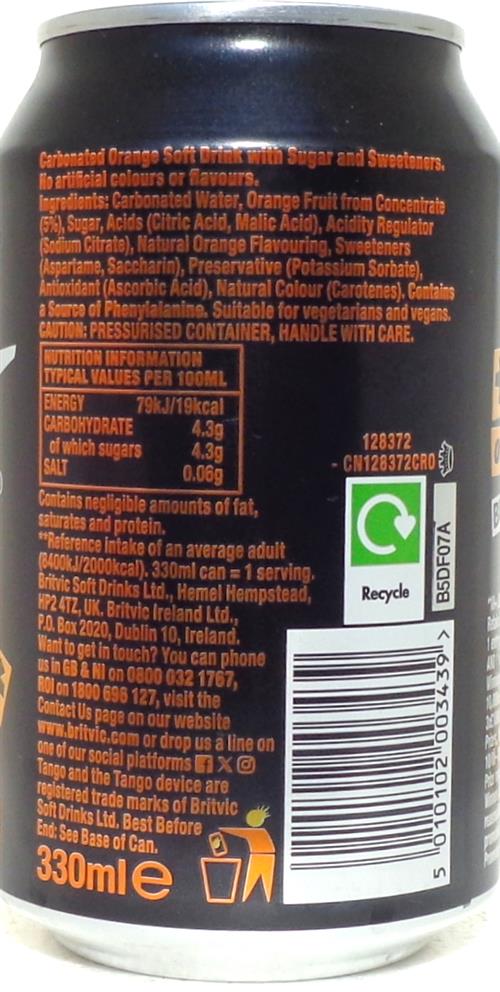 Carbonated Orange Soft Drink with Sugar and Sweeteners.
No artificial colours or flavours.
Ingredients: Carbonated Water, Orange Fruit from Concentrate
(5%), Sugar, Acids (Citric Acid, Malic Acid), Acidity Regulator
(Sodium Citrate), Natural Orange Flavouring, Sweeteners
(Aspartame, Saccharin), Preservative (Potassium Sorbate),
Antioxidant (Ascorbic Acid), Natural Colour (Carotenes). Contains
a Source of Phenylalanine. Suitable for vegetarians and vegans.
CAUTION: PRESSURISED CONTAINER, HANDLE WITH CARE.
NUTRITION INFORMATION
TYPICAL VALUES PER 100ML
ENERGY 79kJ/19kcal
CARBOHYDRATE 4.3g
of which sugars 4.3g
SALT 0.06g
Contains negligible amounts of fat,
saturates and protein.
**Reference intake of an average adult
(8400kJ/2000kcal). 330ml can = 1 serving.
Britvic Soft Drinks Ltd., Hemel Hempstead,
HP2 4TZ, UK. Britvic Ireland Ltd.,
P.O. Box 2020, Dublin 10, Ireland.
Want to get in touch? You can phone
us in GB & NI on 0800 032 1767,
ROI on 1800 696 127, visit the
Contact Us page on our website
www.britvic.com or drop us a line on
one of our social platforms
Tango and the Tango device are
registered trade marks of Britvic
Soft Drinks Ltd. Best Before
End: See Base of Can.
330ml e
128372
- CN128372CRO
Recycle
B5DF07A
5 010102 003439 >